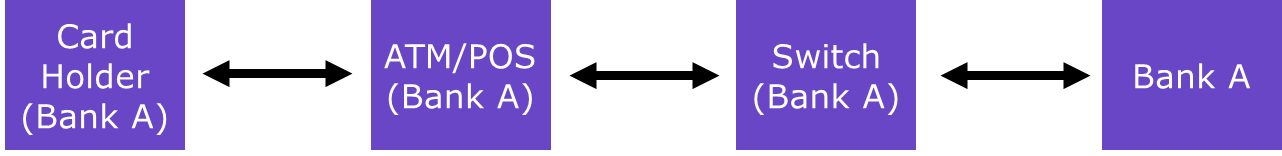 Card
Holder
(Bank A)
ATM/POS
(Bank A)
Switch
(Bank A)
Bank A